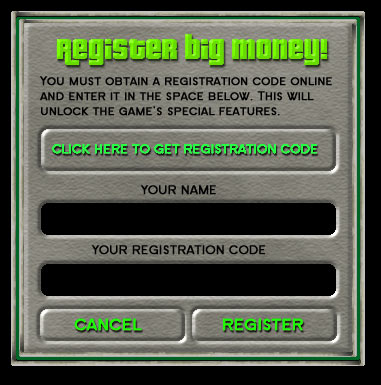 Register big money!
You must obtain a registration code online
and enter it in the space below. This will
unlock the game's special features.
CLICK HERE TO GET REGISTRATION CODE
YOUR NAME
YOUR REGISTRATION CODE
CANCEL
REGISTER